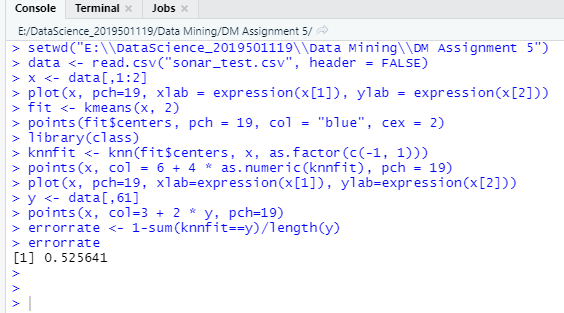 Console Terminal × Jobs ×
E:/DataScience_2019501119/Data Mining/DM Assignment 5/
> setwd("E:\\DataScience_2019501119\\Data Mining\\DM Assignment 5")
> data <- read.csv("sonar_test.csv", header = FALSE)
> x <- data[,1:2]
> plot(x, pch=19, xlab = expression(x[1]), ylab = expression(x[2]))
> fit <- kmeans(x, 2)
> points(fit$centers, pch = 19, col = "blue", cex = 2)
> library(class)
> knnfit <- knn(fit$centers, x, as.factor(c(-1, 1)))
> points(x, col = 6 + 4 * as.numeric(knnfit), pch = 19)
> plot(x, pch=19, xlab=expression(x[1]), ylab=expression(x[2]))
> y <- data[,61]
> points(x, col=3 + 2 * y, pch=19)
> errorrate <- 1-sum(knnfit==y)/length(y)
> errorrate
[1] 0.525641
>
>
>